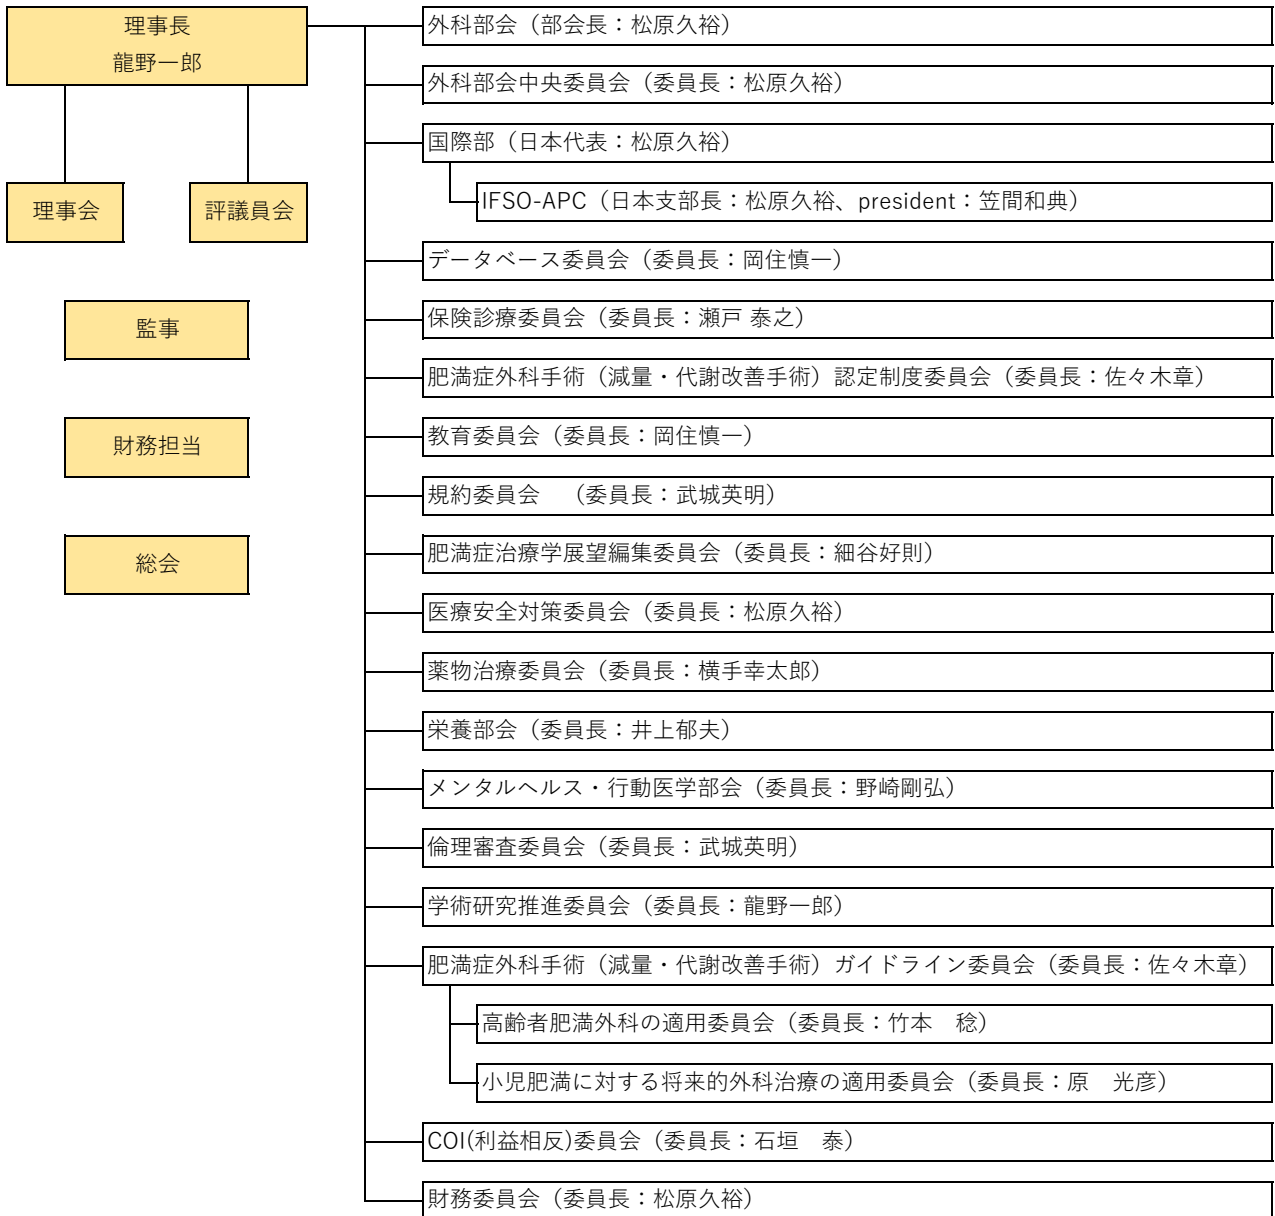 理事長
龍野一郎
理事会
評議員会
監事
財務担当
総会
外科部会（部会長：松原久裕）
外科部会中央委員会（委員長：松原久裕）
国際部（日本代表：松原久裕）
IFSO-APC（日本支部長：松原久裕、president：笠間和典）
データベース委員会（委員長：岡住慎一）
保険診療委員会（委員長：瀬戸 泰之）
肥満症外科手術（減量・代謝改善手術）認定制度委員会（委員長：佐々木章）
教育委員会（委員長：岡住慎一）
規約委員会　（委員長：武城英明）
肥満症治療学展望編集委員会（委員長：細谷好則）
医療安全対策委員会（委員長：松原久裕）
薬物治療委員会（委員長：横手幸太郎）
栄養部会（委員長：井上郁夫）
メンタルヘルス・行動医学部会（委員長：野崎剛弘）
倫理審査委員会（委員長：武城英明）
学術研究推進委員会（委員長：龍野一郎）
肥満症外科手術（減量・代謝改善手術）ガイドライン委員会（委員長：佐々木章）
高齢者肥満外科の適用委員会（委員長：竹本　稔）
小児肥満に対する将来的外科治療の適用委員会（委員長：原　光彦）
COI(利益相反)委員会（委員長：石垣　泰）
財務委員会（委員長：松原久裕）